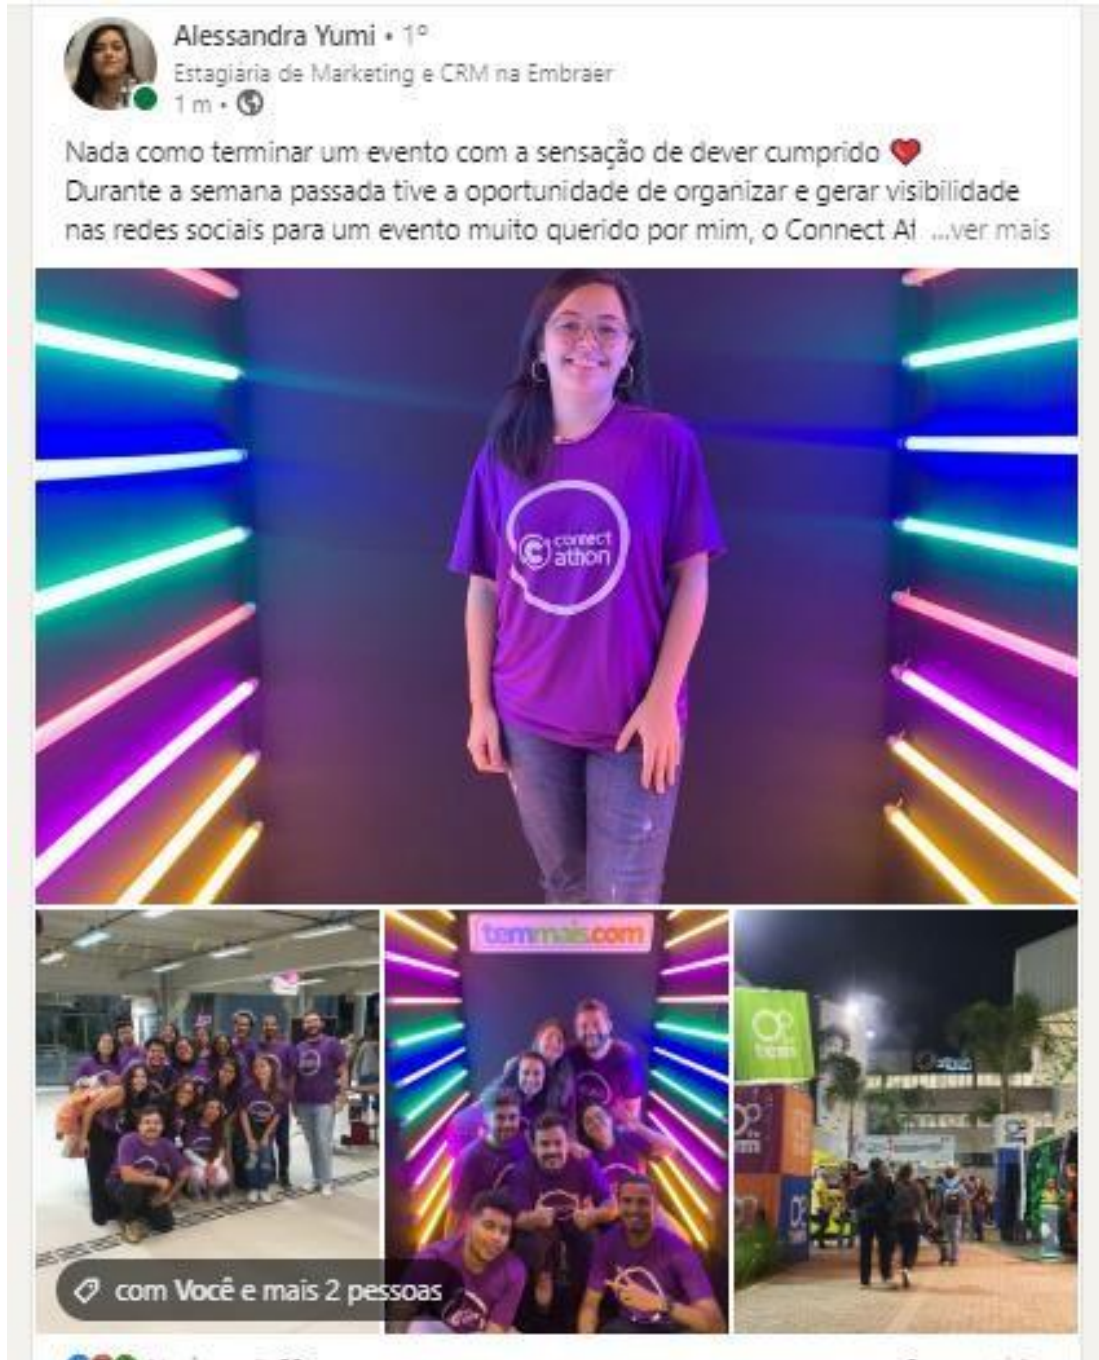 Alessandra Yumi • 1º
Estagiária de Marketing e CRM na Embraer
1 m •
Nada como terminar um evento com a sensação de dever cumprido ❤
Durante a semana passada tive a oportunidade de organizar e gerar visibilidade
nas redes sociais para um evento muito querido por mim, o Connect At ...ver mais
connect
athon
temmais.com
tem
com Você e mais 2 pessoas